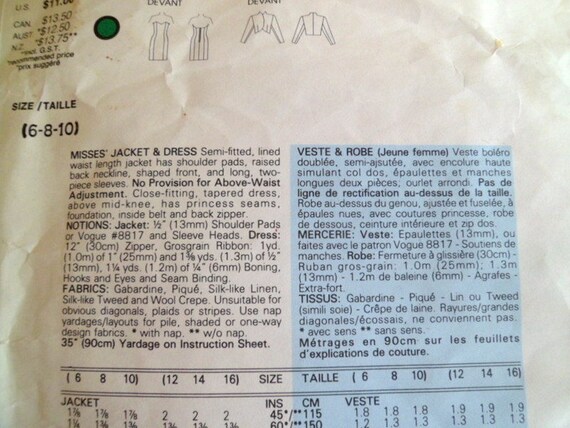 U.S. $11.00
CAN $13.50
AUST *$12.50
N.Z. *$13.75**
*incl. G.S.T.
*recommended price
*prix suggéré
DEVANT
DEVANT
SIZE/TAILLE
(6-8-10)
MISSES' JACKET & DRESS Semi-fitted, lined
waist length jacket has shoulder pads, raised
back neckline, shaped front, and long, two-
piece sleeves. No Provision for Above-Waist
Adjustment. Close-fitting, tapered dress,
above mid-knee, has princess seams,
foundation, inside belt and back zipper.
NOTIONS: Jacket: ½" (13mm) Shoulder Pads
or Vogue #8817 and Sleeve Heads. Dress:
12" (30cm) Zipper, Grosgrain Ribbon: 1yd.
(1.0m) of 1" (25mm) and 1⅜ yds. (1.3m) of ½"
(13mm), 1¼ yds. (1.2m) of ¼" (6mm) Boning,
Hooks and Eyes and Seam Binding.
FABRICS: Gabardine, Piqué, Silk-like Linen,
Silk-like Tweed and Wool Crepe. Unsuitable for
obvious diagonals, plaids or stripes. Use nap
yardages/layouts for pile, shaded or one-way
design fabrics. * with nap. ** w/o nap.
35" (90cm) Yardage on Instruction Sheet.
VESTE & ROBE (Jeune femme) Veste boléro
doublée, semi-ajsutée, avec encolure haute
simulant col dos, épaulettes et manches
longues deux pièces, ourlet arrondi. Pas de
ligne de rectification au-dessus de la taille.
Robe au-dessus du genou, ajustée et fuselée, à
épaules nues, avec coutures princesse, robe
de dessous, ceinture intérieure et zip dos.
MERCERIE: Veste: Epaulettes (13mm), ou
faites avec le patron Vogue 8817 - Soutiens de
manches. Robe: Fermeture à glissière (30cm) -
Ruban gros-grain: 1.0m (25mm); 1.3m
(13mm) - 1.2m de baleine (6mm) - Agrafes -
Extra-fort.
TISSUS: Gabardine - Piqué - Lin ou Tweed
(simili soie) - Crêpe de laine. Rayures/grandes
diagonales/écossais, ne conviennent pas.
* avec sens ** sans sens.
Métrages en 90cm sur les feuillets
d'explications de couture.
(6 8 10) (12 14 16) SIZE TAILLE (6 8 10) (12 14 16)
JACKET INS CM VESTE
1⅞ 1⅞ 1⅞ 2 2 2 45*/** 115 1.8 1.8 1.8 1.9 1.9 1.9
60*/** 150 1.2 1.3 1.3 1.3 1.3 1.3